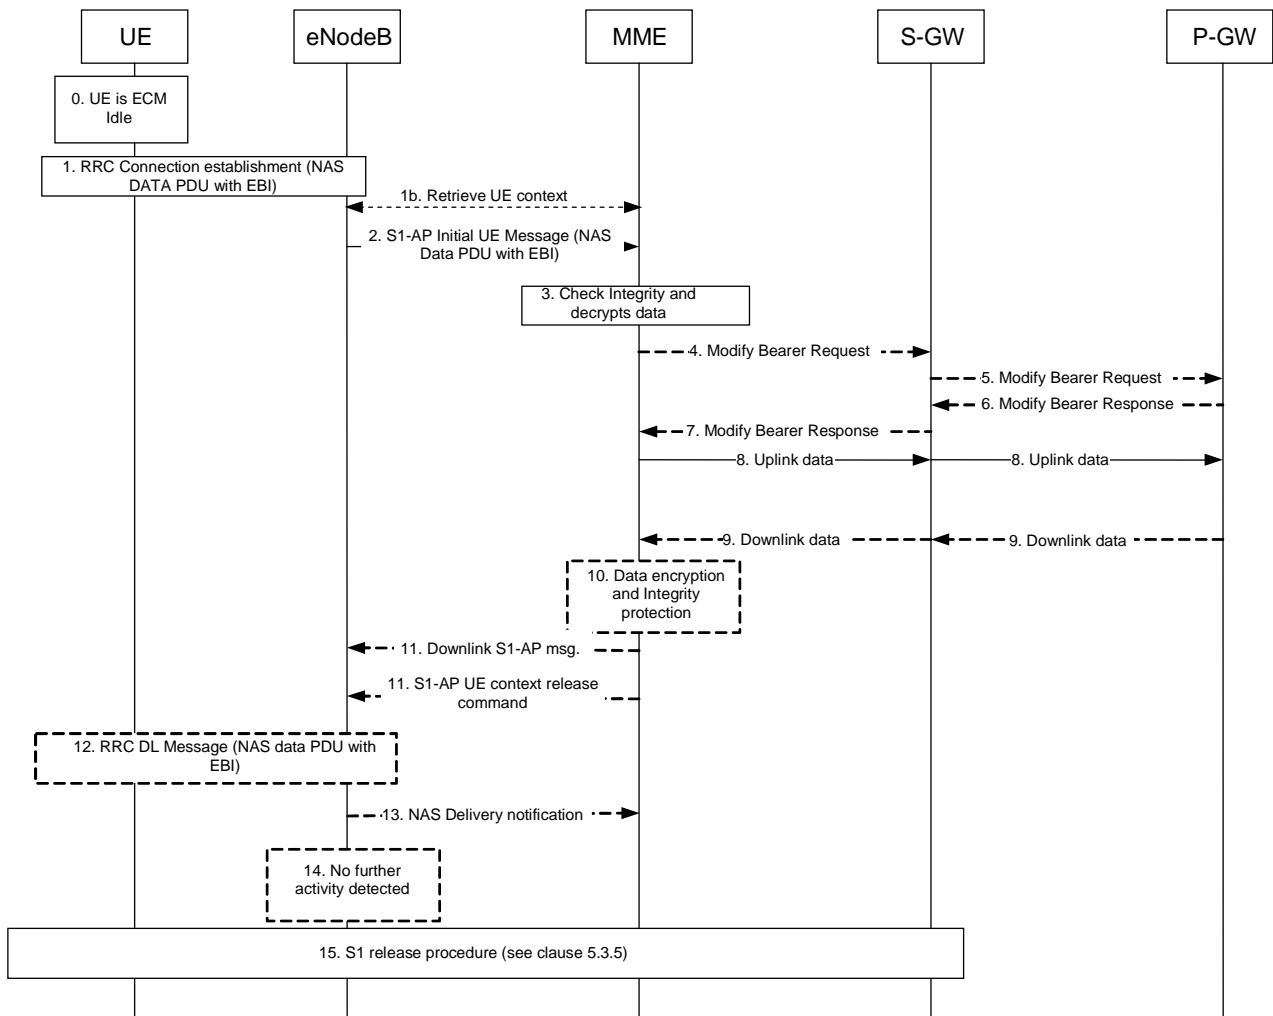 UE
eNodeB
MME
S-GW
P-GW
0. UE is ECM
Idle
1. RRC Connection establishment (NAS
DATA PDU with EBI)
1b. Retrieve UE context
2. S1-AP Initial UE Message (NAS
Data PDU with EBI)
3. Check Integrity and
decrypts data
4. Modify Bearer Request
5. Modify Bearer Request
6. Modify Bearer Response
7. Modify Bearer Response
8. Uplink data
8. Uplink data
9. Downlink data
9. Downlink data
10. Data encryption
and Integrity
protection
11. Downlink S1-AP msg.
11. S1-AP UE context release
command
12. RRC DL Message (NAS data PDU with
EBI)
13. NAS Delivery notification
14. No further
activity detected
15. S1 release procedure (see clause 5.3.5)